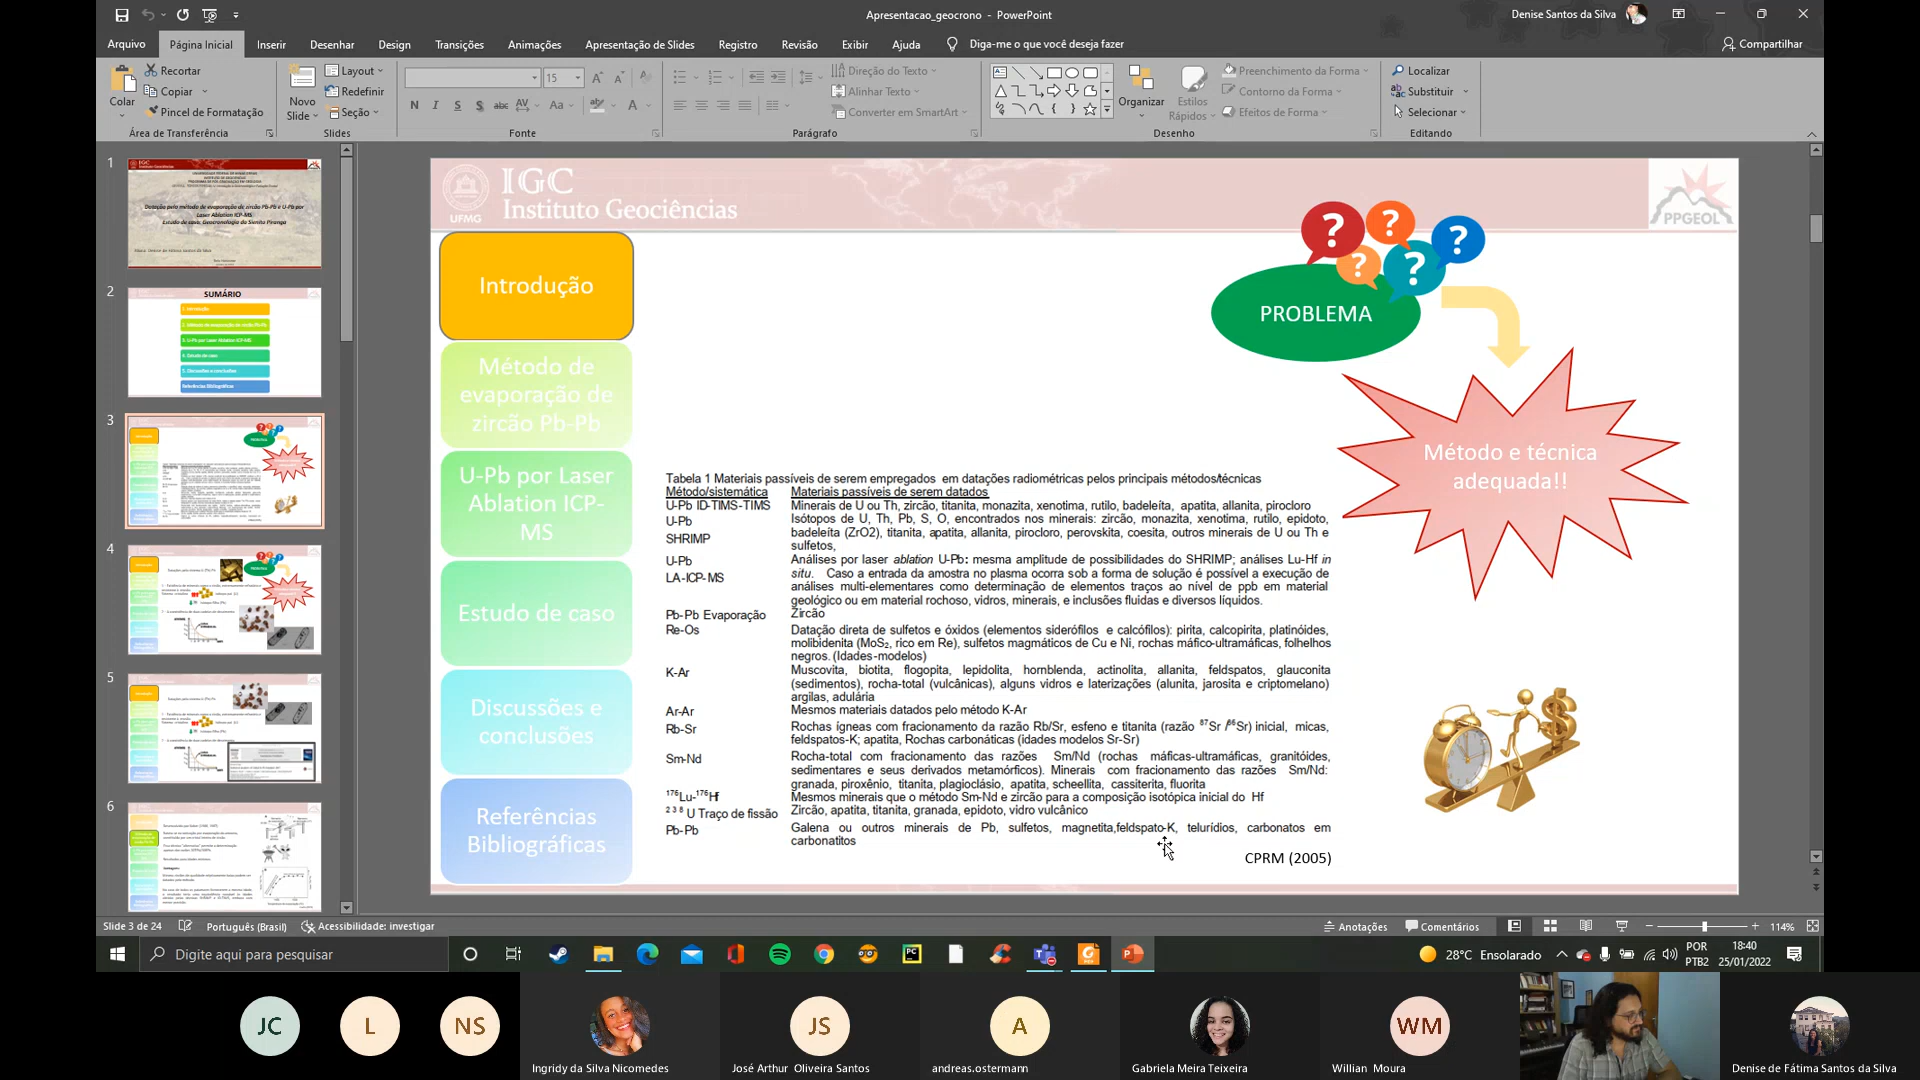 Apresentacao_geocrono - PowerPoint
Denise Santos da Silva
Arquivo
Página Inicial
Inserir
Desenhar
Design
Transições
Animações
Apresentação de Slides
Registro
Revisão
Exibir
Ajuda
Diga-me o que você deseja fazer
Compartilhar
Colar
Recortar
Copiar
Pincel de Formatação
Área de Transferência
Novo
Slide
Layout
Redefinir
Seção
Slides
15
N I S S abc AV Aa A
Fonte
Direção do Texto
Alinhar Texto
Converter em SmartArt
Parágrafo
Organizar
Estilos
Rápidos
Preenchimento da Forma
Contorno da Forma
Efeitos de Forma
Desenho
Localizar
Substituir
Selecionar
Editando
1
2
SUMÁRIO
3
4
5
6
UFMG
IGC
Instituto Geociências
PPGEOL
Introdução
Método de
evaporação de
zircão Pb-Pb
U-Pb por Laser
Ablation ICP-
MS
Estudo de caso
Discussões e
conclusões
Referências
Bibliográficas
? ? ? ? ?
PROBLEMA
Método e técnica
adequada!!
Tabela 1 Materiais passíveis de serem empregados em datações radiométricas pelos principais métodos/técnicas
Método/sistemática Materiais passíveis de serem datados
U-Pb ID-TIMS-TIMS Minerais de U ou Th, zircão, titanita, monazita, xenotima, rutilo, badeleíta, apatita, allanita, pirocloro
U-Pb
SHRIMP
Isótopos de U, Th, Pb, S, O, encontrados nos minerais: zircão, monazita, xenotima, rutilo, epidoto,
badeleíta (ZrO2), titanita, apatita, allanita, pirocloro, perovskita, coesita, outros minerais de U ou Th e
sulfetos,
U-Pb
LA-ICP-MS
Análises por laser ablation U-Pb: mesma amplitude de possibilidades do SHRIMP; análises Lu-Hf in
situ. Caso a entrada da amostra no plasma ocorra sob a forma de solução é possível a execução de
análises multi-elementares como determinação de elementos traços ao nível de ppb em material
geológico ou em material rochoso, vidros, minerais, e inclusões fluidas e diversos líquidos.
Pb-Pb Evaporação Zircão
Re-Os Datação direta de sulfetos e óxidos (elementos siderófilos e calcófilos): pirita, calcopirita, platinóides,
molibidenita (MoS₂, rico em Re), sulfetos magmáticos de Cu e Ni, rochas máfico-ultramáficas, folhelhos
negros. (Idades-modelos)
K-Ar Muscovita, biotita, flogopita, lepidolita, hornblenda, actinolita, allanita, feldspatos, glauconita
(sedimentos), rocha-total (vulcânicas), alguns vidros e laterizações (alunita, jarosita e criptomelano)
argilas, adulária
Ar-Ar Mesmos materiais datados pelo método K-Ar
Rb-Sr Rochas ígneas com fracionamento da razão Rb/Sr, esfeno e titanita (razão ⁸⁷Sr /⁸⁶Sr) inicial, micas,
feldspatos-K; apatita, Rochas carbonáticas (idades modelos Sr-Sr)
Sm-Nd Rocha-total com fracionamento das razões Sm/Nd (rochas máficas-ultramáficas, granitóides,
sedimentares e seus derivados metamórficos). Minerais com fracionamento das razões Sm/Nd:
granada, piroxênio, titanita, plagioclásio, apatita, scheellita, cassiterita, fluorita
¹⁷⁶Lu-¹⁷⁶Hf Mesmos minerais que o método Sm-Nd e zircão para a composição isotópica inicial do Hf
²³⁸ U Traço de fissão Zircão, apatita, titanita, granada, epidoto, vidro vulcânico
Pb-Pb Galena ou outros minerais de Pb, sulfetos, magnetita,feldspato-K, telurídios, carbonatos em
carbonatitos
CPRM (2005)
Slide 3 de 24
Português (Brasil)
Acessibilidade: investigar
Anotações
Comentários
114%
Digite aqui para pesquisar
28°C Ensolarado
POR
PTB2
18:40
25/01/2022
JC
L
NS
JS
A
WM
Ingridy da Silva Nicomedes
José Arthur Oliveira Santos
andreas.ostermann
Gabriela Meira Teixeira
Willian Moura
Denise de Fátima Santos da Silva